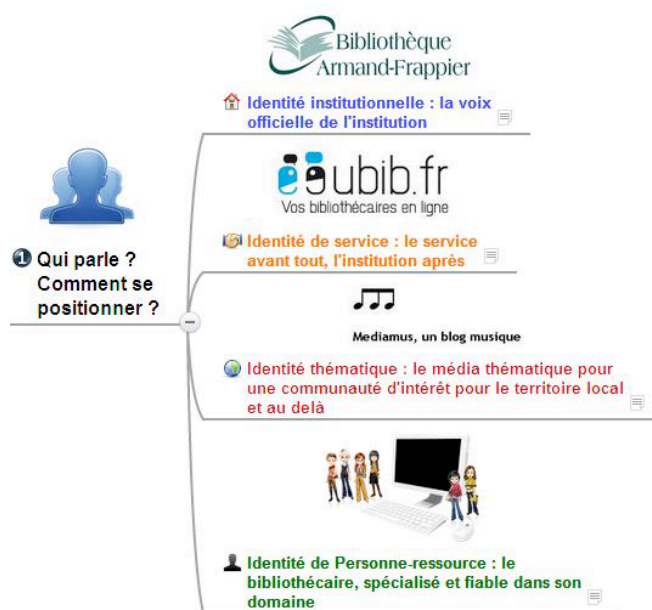 Bibliothèque
Armand-Frappier
Identité institutionnelle : la voix
officielle de l'institution
ubib.fr
Vos bibliothécaires en ligne
Identité de service : le service
avant tout, l'institution après
1 Qui parle ?
Comment se
positionner ?
Mediamus, un blog musique
Identité thématique : le média thématique pour
une communauté d'intérêt pour le territoire local
et au delà
Identité de Personne-ressource : le
bibliothécaire, spécialisé et fiable dans son
domaine